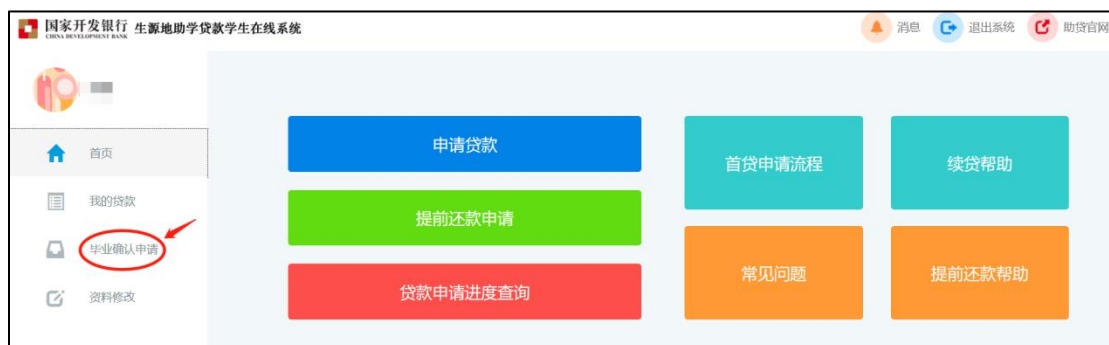 国家开发银行 生源地助学贷款学生在线系统
CHINA DEVELOPMENT BANK
消息 退出系统 助贷官网
首页
我的贷款
毕业确认申请
资料修改
申请贷款
提前还款申请
贷款申请进度查询
首贷申请流程
续贷帮助
常见问题
提前还款帮助